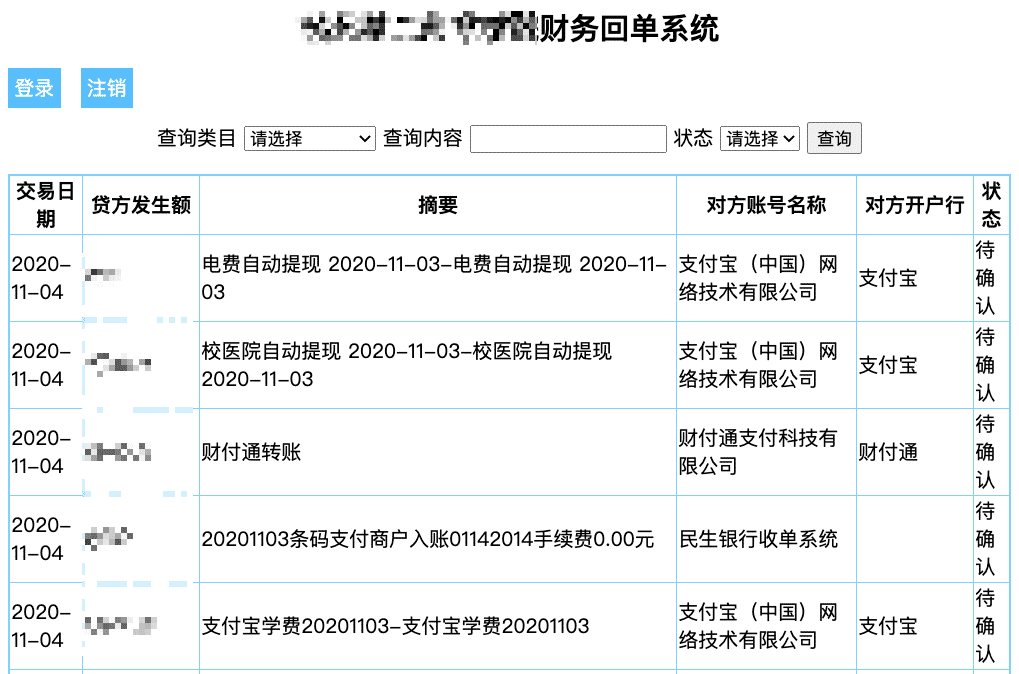 财务回单系统
登录 注销
查询类目 请选择 查询内容 状态 请选择 查询
交易日期 贷方发生额 摘要 对方账号名称 对方开户行 状态
2020-11-04 电费自动提现 2020-11-03-电费自动提现 2020-11-03 支付宝（中国）网络技术有限公司 支付宝 待确认
2020-11-04 校医院自动提现 2020-11-03-校医院自动提现 2020-11-03 支付宝（中国）网络技术有限公司 支付宝 待确认
2020-11-04 财付通转账 财付通支付科技有限公司 财付通 待确认
2020-11-04 20201103条码支付商户入账01142014手续费0.00元 民生银行收单系统 待确认
2020-11-04 支付宝学费20201103-支付宝学费20201103 支付宝（中国）网络技术有限公司 支付宝 待确认